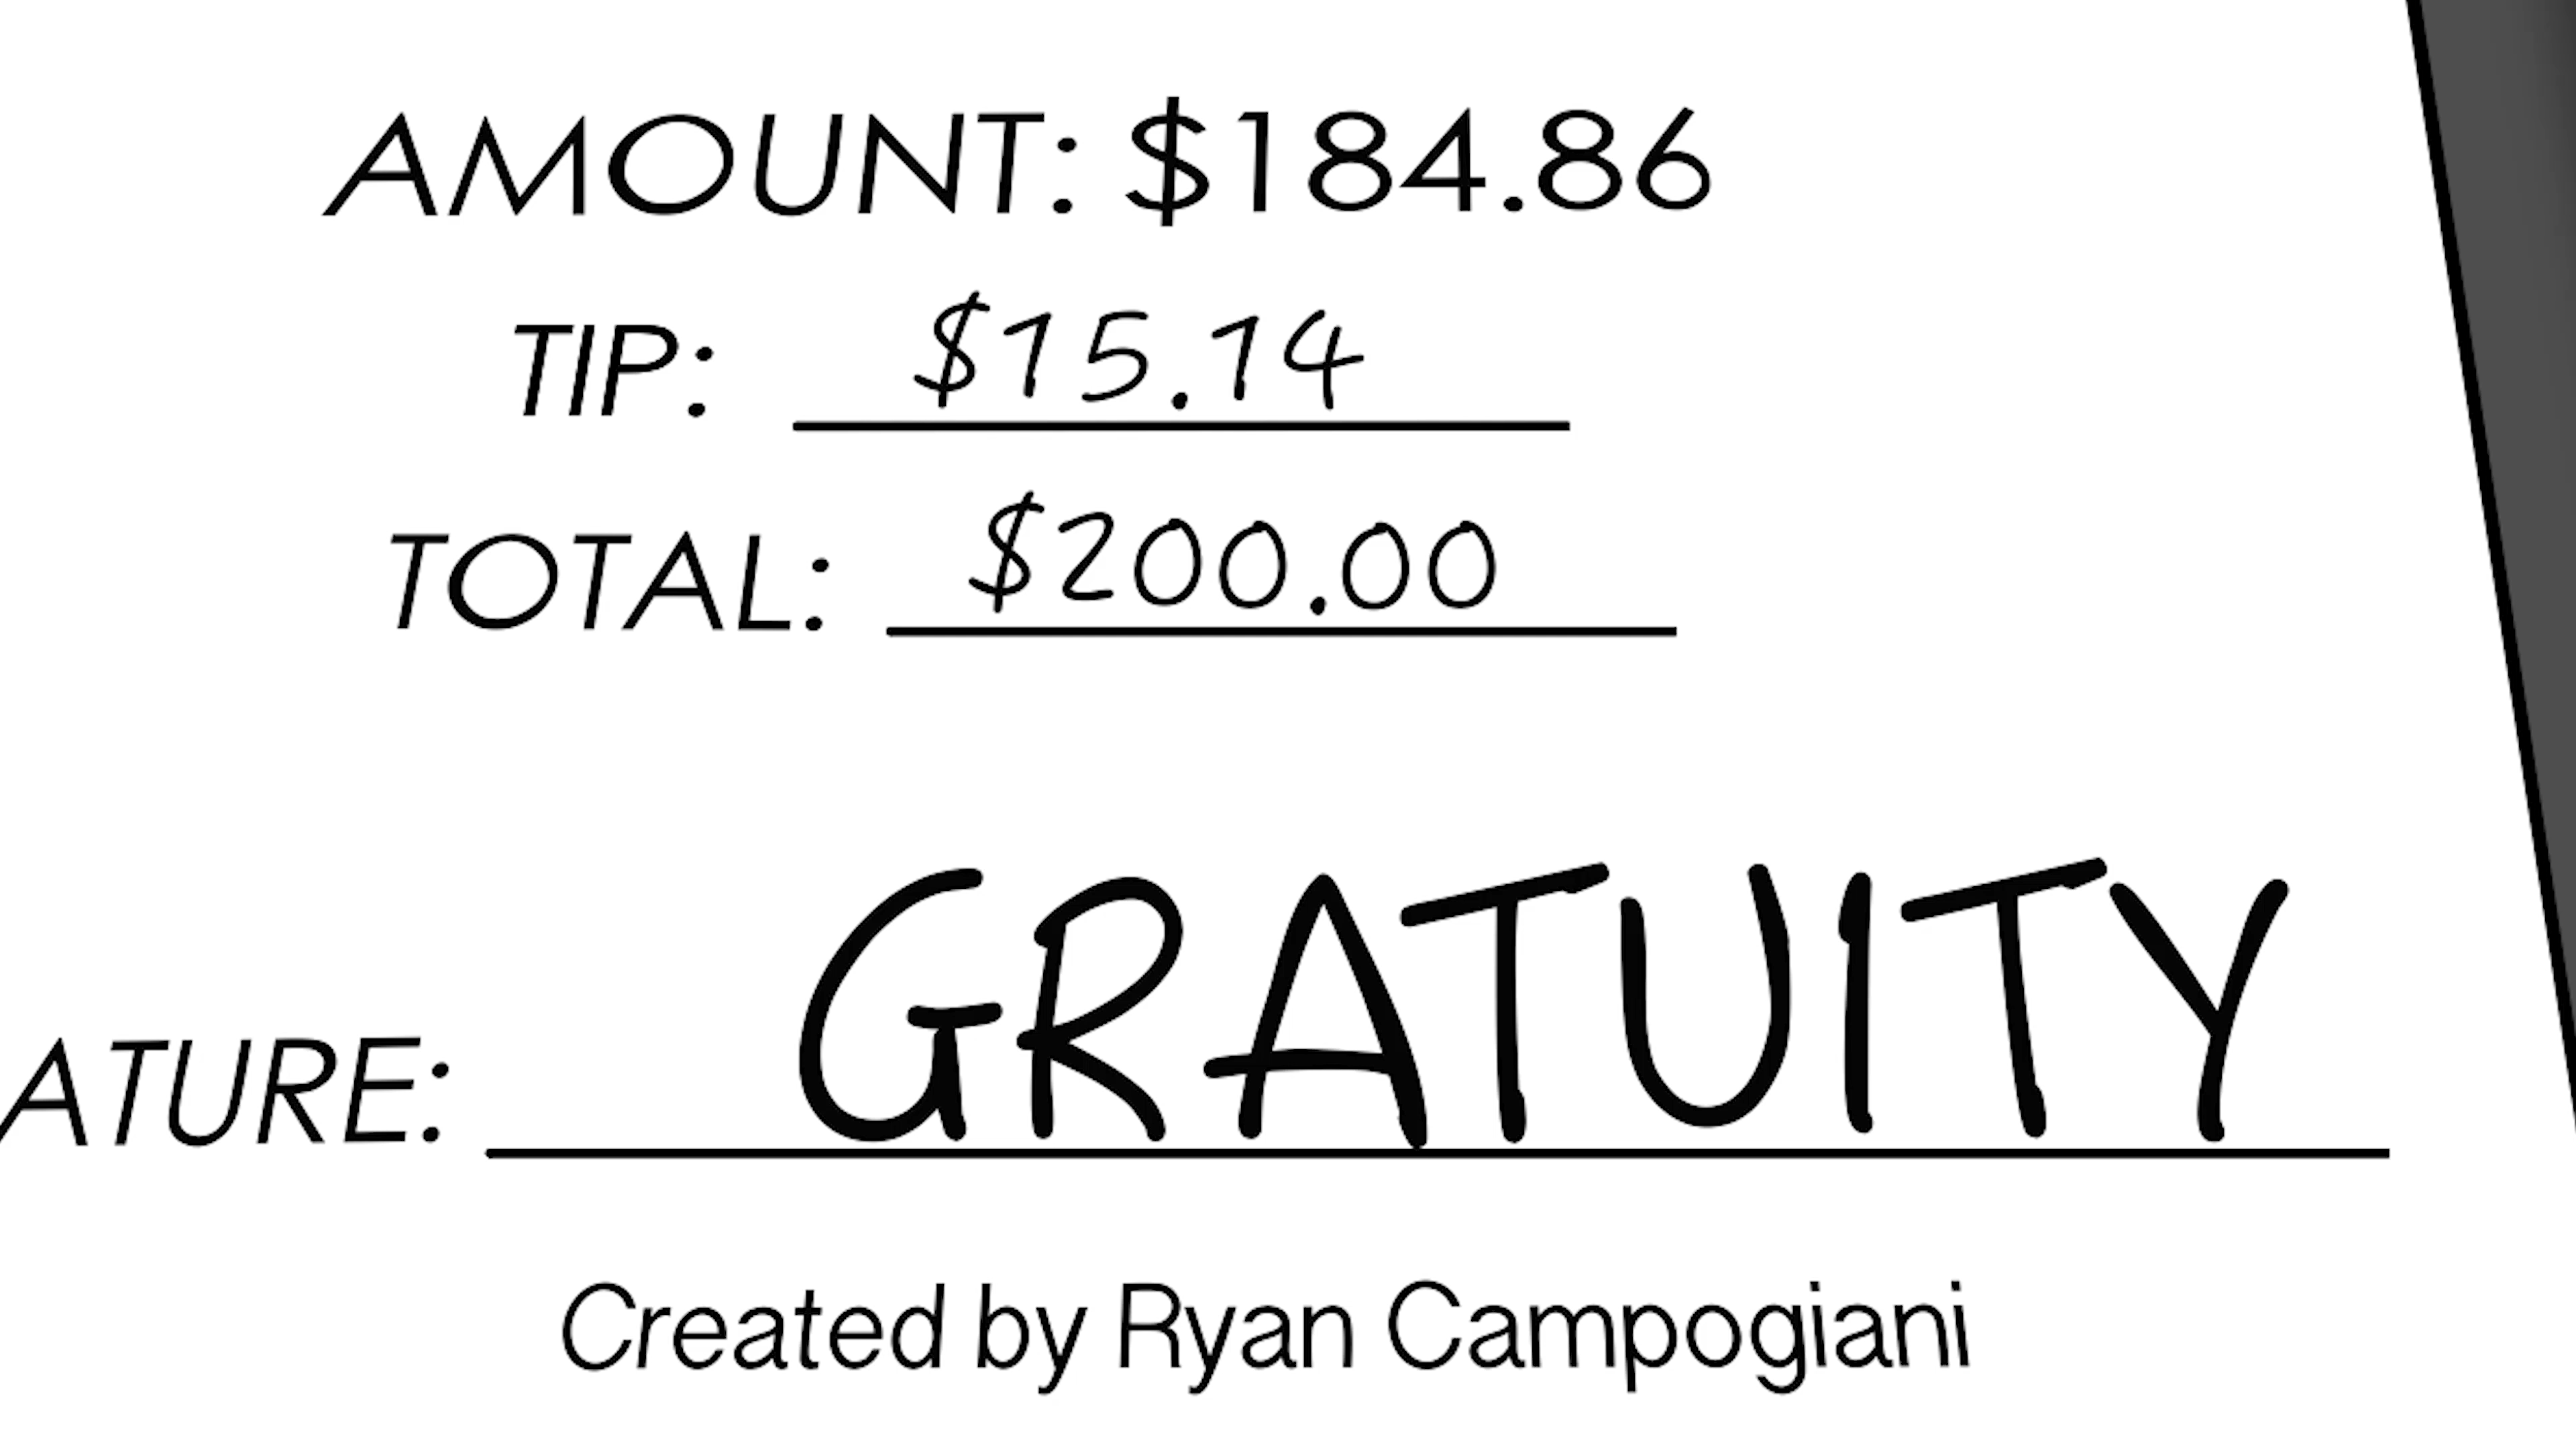 AMOUNT: $184.86
TIP: $15.14
TOTAL: $200.00
ATURE: GRATUITY
Created by Ryan Campogiani